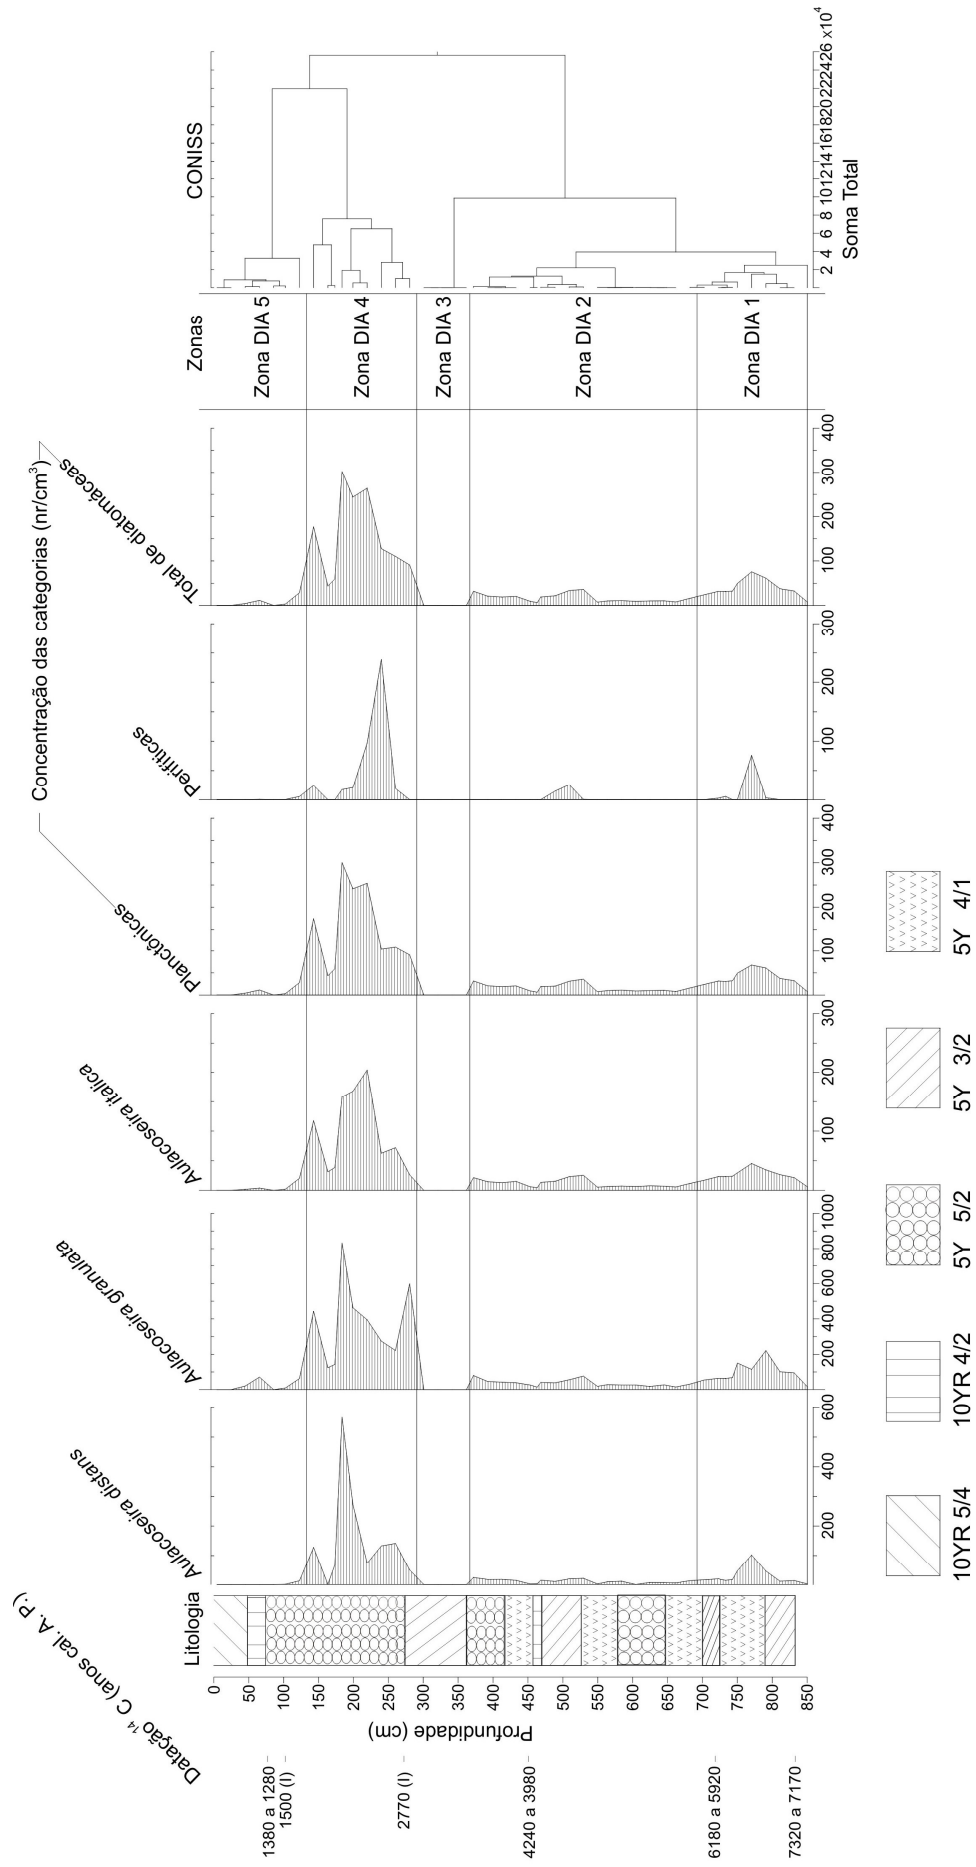 Concentração das categorias (nr/cm³)
Datação ¹⁴ C (anos cal. A. P.)
Litologia
Aulacoseira distans
Aulacoseira granulata
Aulacoseira itálica
Planctônicas
Perifíticas
Total de diatomáceas
Zonas
CONISS
Profundidade (cm)
0
50
100
150
200
250
300
350
400
450
500
550
600
650
700
750
800
850
1380 a 1280
1500 (I)
2770 (I)
4240 a 3980
6180 a 5920
7320 a 7170
Zona DIA 5
Zona DIA 4
Zona DIA 3
Zona DIA 2
Zona DIA 1
200 400 600
200 400 600 800 1000
100 200 300
100 200 300 400
100 200 300
100 200 300 400
2 4 6 8 10 12 14 16 18 20 22 24 26 x10⁴
Soma Total
10YR 5/4
10YR 4/2
5Y 5/2
5Y 3/2
5Y 4/1